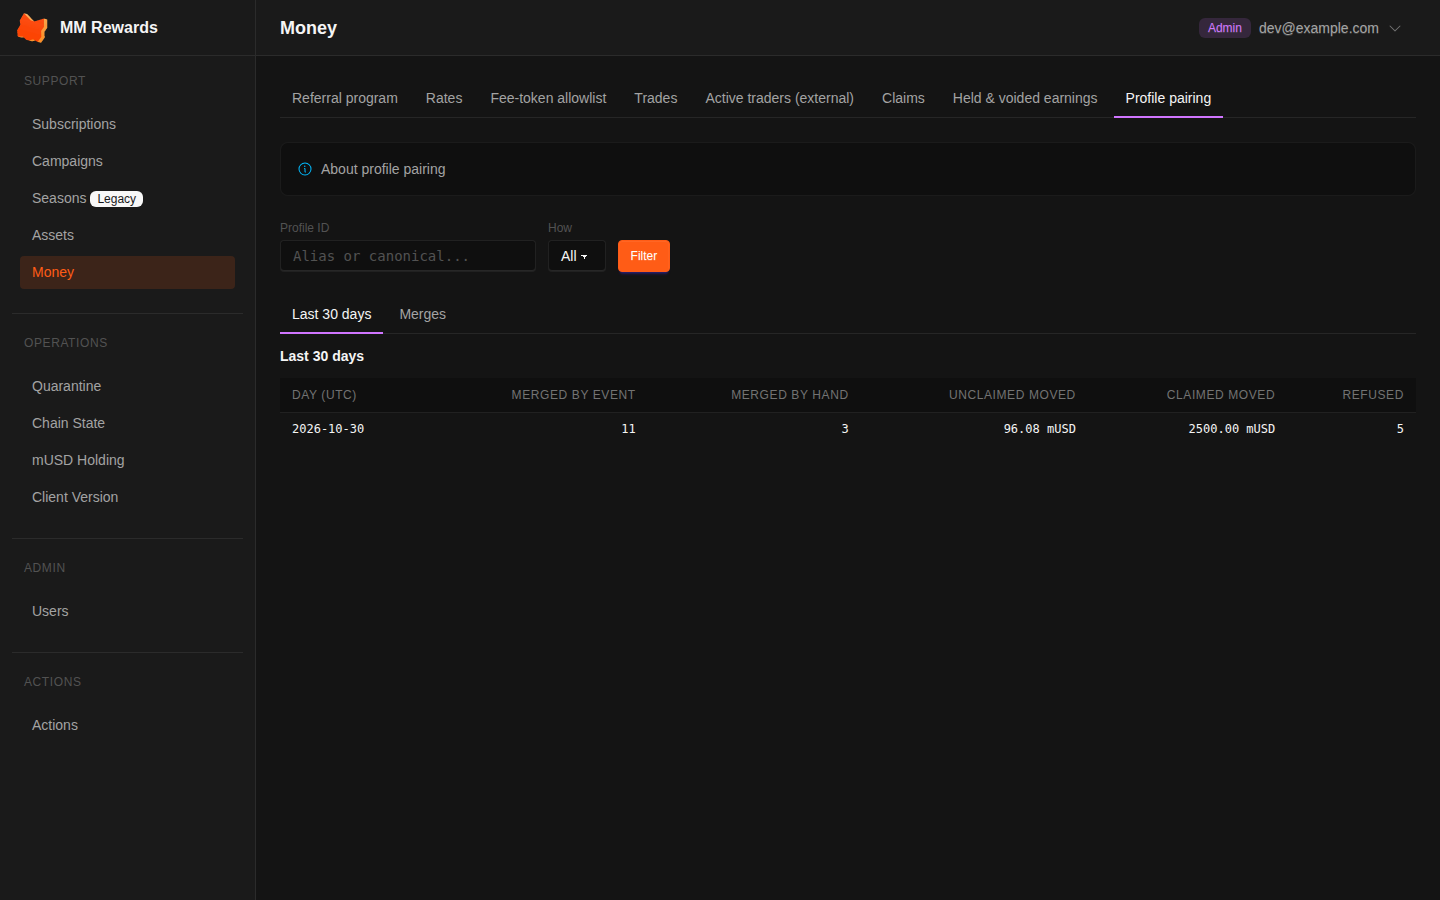 MM Rewards
Money
Admin dev@example.com
SUPPORT
Subscriptions
Campaigns
Seasons Legacy
Assets
Money
OPERATIONS
Quarantine
Chain State
mUSD Holding
Client Version
ADMIN
Users
ACTIONS
Actions
Referral program Rates Fee-token allowlist Trades Active traders (external) Claims Held & voided earnings Profile pairing
About profile pairing
Profile ID How
Alias or canonical... All Filter
Last 30 days Merges
Last 30 days
DAY (UTC) MERGED BY EVENT MERGED BY HAND UNCLAIMED MOVED CLAIMED MOVED REFUSED
2026-10-30 11 3 96.08 mUSD 2500.00 mUSD 5